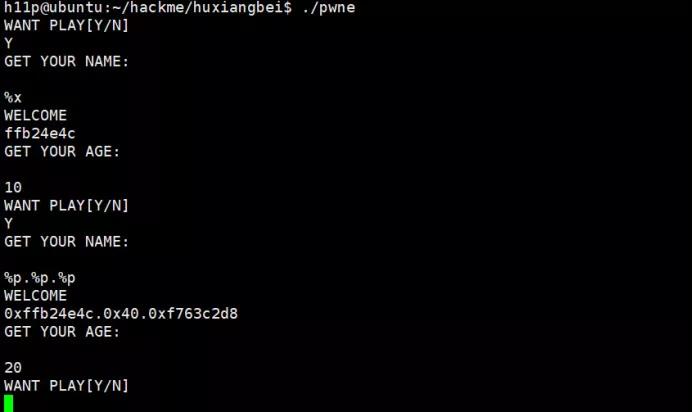 h11p@ubuntu:~/hackme/huxiangbei$ ./pwne
WANT PLAY[Y/N]
Y
GET YOUR NAME:
%x
WELCOME
ffb24e4c
GET YOUR AGE:
10
WANT PLAY[Y/N]
Y
GET YOUR NAME:
%p.%p.%p
WELCOME
0xffb24e4c.0x40.0xf763c2d8
GET YOUR AGE:
20
WANT PLAY[Y/N]